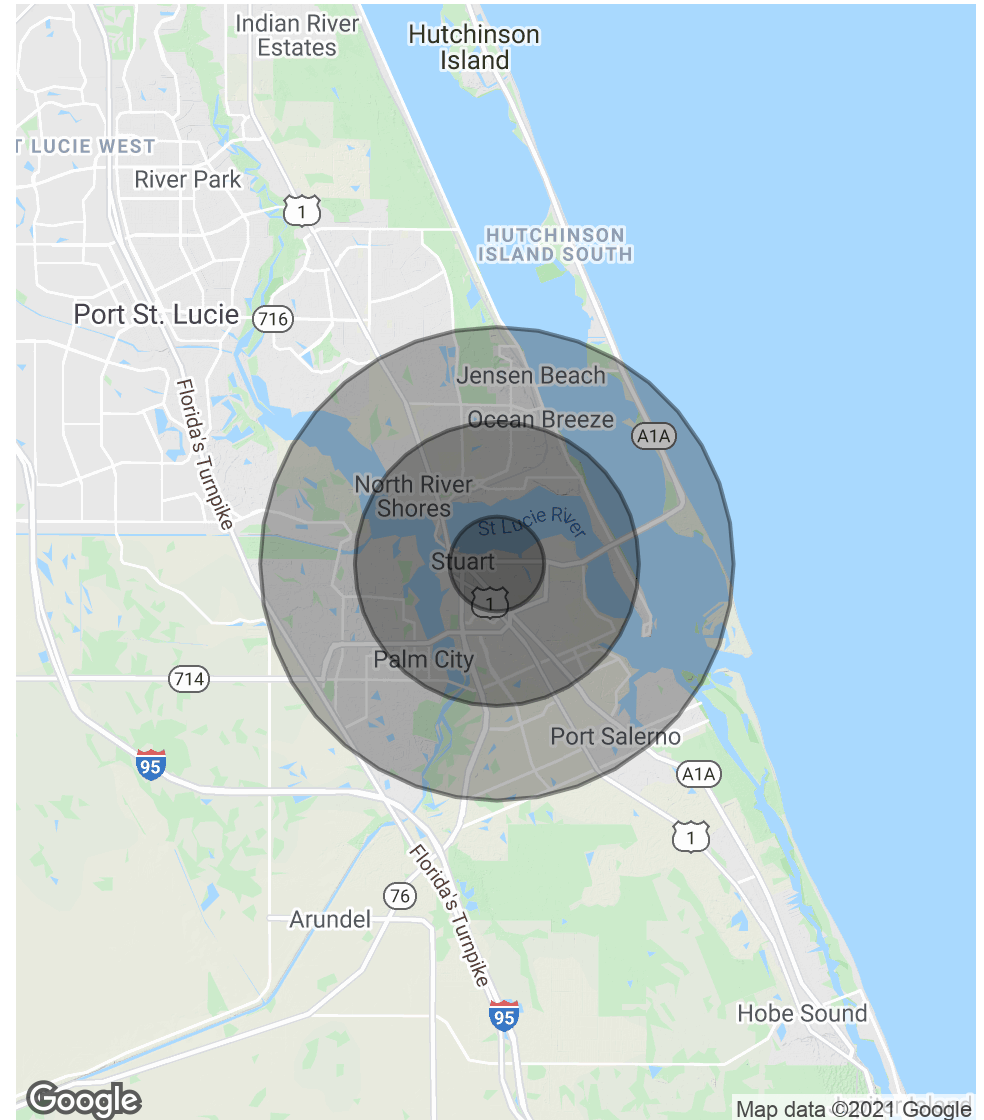 Indian River
Estates
Hutchinson
Island
T LUCIE WEST
River Park
1
HUTCHINSON
ISLAND SOUTH
Port St. Lucie
716
Jensen Beach
Florida's Turnpike
Ocean Breeze
A1A
North River
Shores
St Lucie River
Stuart
1
Palm City
714
Port Salerno
95
A1A
1
Florida's Turnpike
76
Arundel
95
Hobe Sound
Google
Map data ©2021 Google